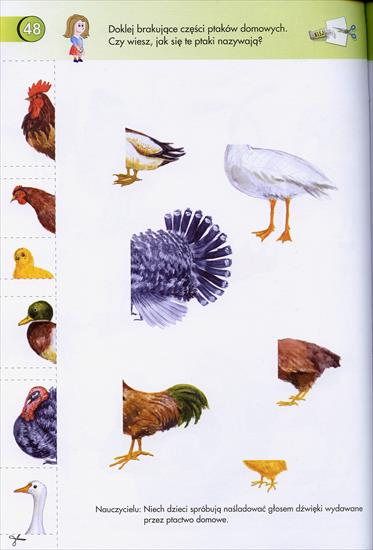 48
Doklej brakujące części ptaków domowych.
Czy wiesz, jak się te ptaki nazywają?
Nauczycielu: Niech dzieci spróbują naśladować głosem dźwięki wydawane
przez ptactwo domowe.